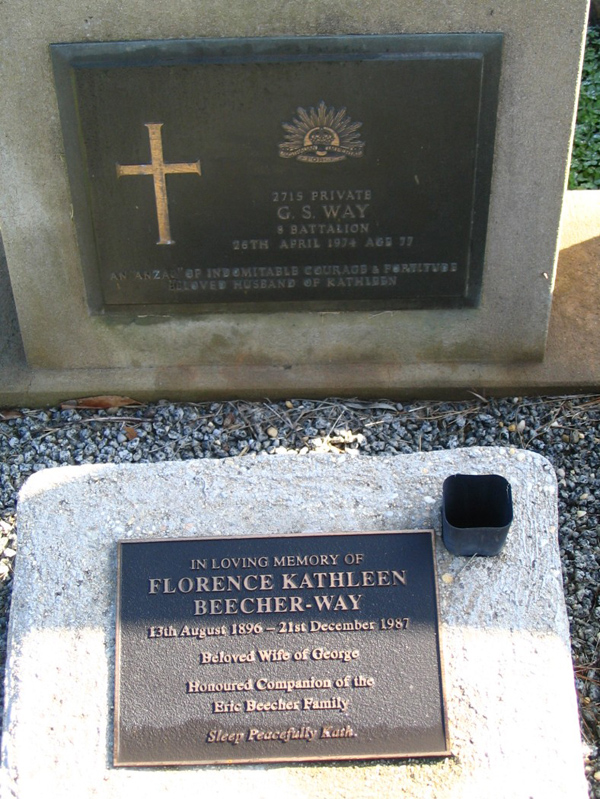 2715 PRIVATE
G. S. WAY
8 BATTALION
26TH APRIL 1974 AGE 77
AN ANZAC OF INDOMITABLE COURAGE & FORTITUDE
BELOVED HUSBAND OF KATHLEEN
IN LOVING MEMORY OF
FLORENCE KATHLEEN
BEECHER-WAY
13th August 1896 – 21st December 1987
Beloved Wife of George
Honoured Companion of the
Eric Beecher Family
Sleep Peacefully Kath.